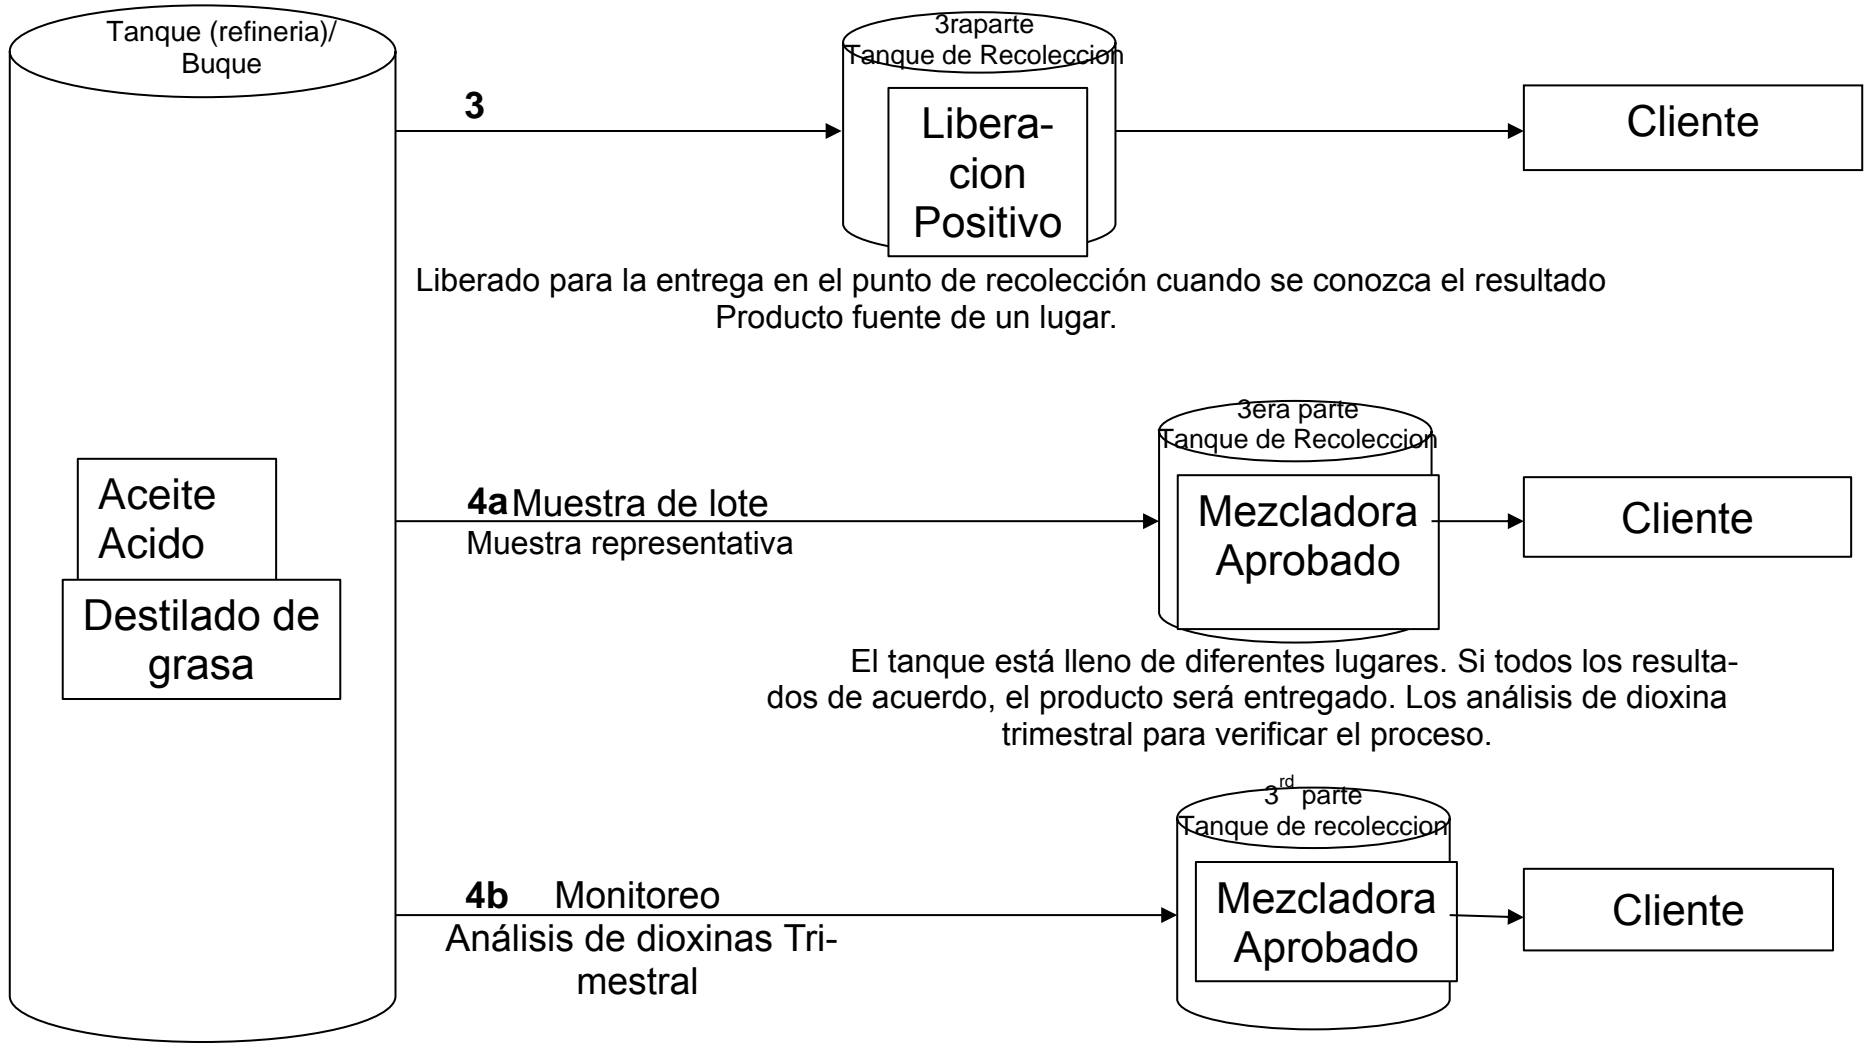 Tanque (refineria)/
Buque
3raparte
Tanque de Recoleccion
3
Libera-
cion
Positivo
Cliente
Liberado para la entrega en el punto de recolección cuando se conozca el resultado
Producto fuente de un lugar.
3era parte
Tanque de Recoleccion
Aceite
Acido
4a Muestra de lote
Muestra representativa
Mezcladora
Aprobado
Cliente
Destilado de
grasa
El tanque está lleno de diferentes lugares. Si todos los resulta-
dos de acuerdo, el producto será entregado. Los análisis de dioxina
trimestral para verificar el proceso.
3rd parte
Tanque de recoleccion
4b Monitoreo
Análisis de dioxinas Tri-
mestral
Mezcladora
Aprobado
Cliente